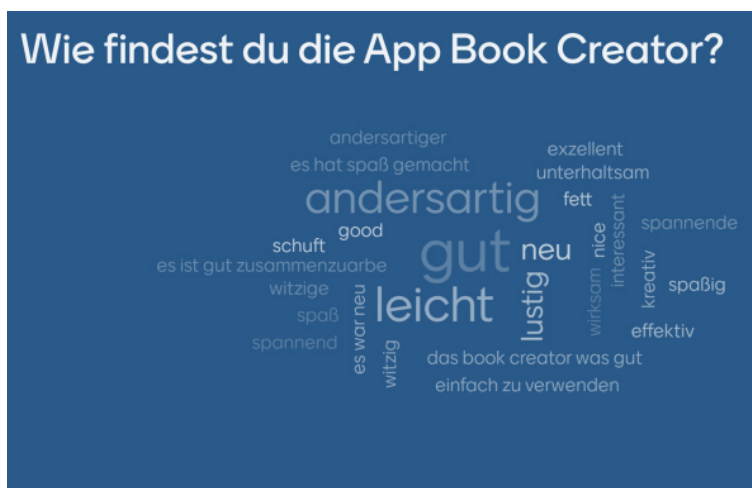 Wie findest du die App Book Creator?
andersartiger
exzellent
es hat spaß gemacht
unterhaltsam
andersartig
fett
interessant
spannende
good
schuft
gut
neu
nice
es ist gut zusammenzuarbe
witzige
leicht
lustig
wirksam
kreativ
spaßig
es war neu
spaß
effektiv
spannend
witzig
das book creator was gut
einfach zu verwenden